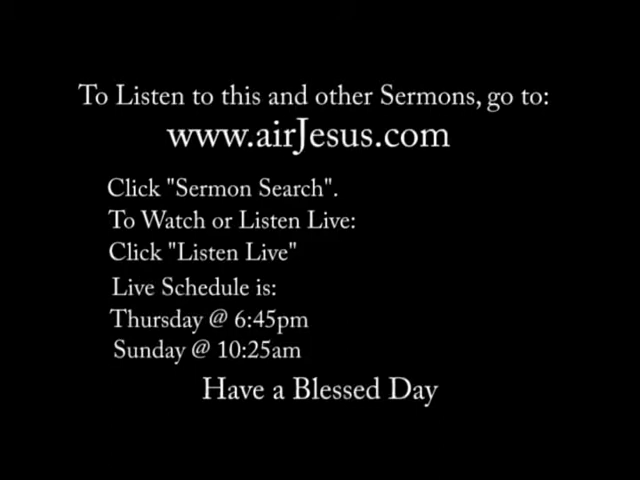 To Listen to this and other Sermons, go to:
www.airJesus.com
Click "Sermon Search".
To Watch or Listen Live:
Click "Listen Live"
Live Schedule is:
Thursday @ 6:45pm
Sunday @ 10:25am
Have a Blessed Day